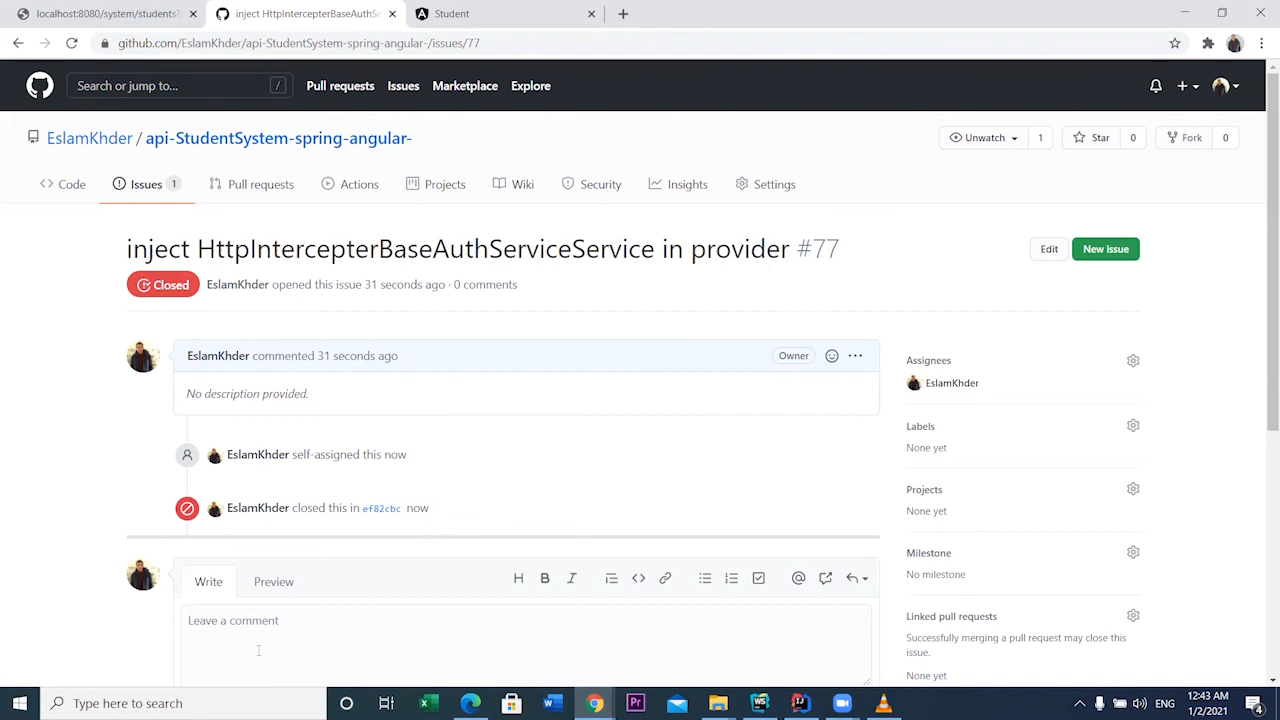 localhost:8080/system/students?
inject HttpIntercepterBaseAuthSe
Student
github.com/EslamKhder/api-StudentSystem-spring-angular-/issues/77
Search or jump to... /
Pull requests Issues Marketplace Explore
EslamKhder / api-StudentSystem-spring-angular-
Unwatch 1 Star 0 Fork 0
Code Issues 1 Pull requests Actions Projects Wiki Security Insights Settings
inject HttpIntercepterBaseAuthServiceService in provider #77
Edit New issue
Closed EslamKhder opened this issue 31 seconds ago · 0 comments
EslamKhder commented 31 seconds ago Owner
No description provided.
EslamKhder self-assigned this now
EslamKhder closed this in ef82cbc now
Write Preview
Leave a comment
Assignees
EslamKhder
Labels
None yet
Projects
None yet
Milestone
No milestone
Linked pull requests
Successfully merging a pull request may close this
issue.
None yet
Type here to search
ENG
12:43 AM
1/2/2021
4